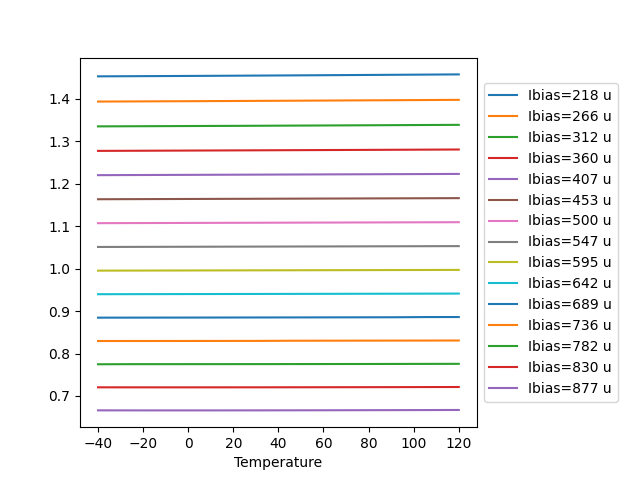 1.4
1.3
1.2
1.1
1.0
0.9
0.8
0.7
−40
−20
0
20
40
60
80
100
120
Temperature
Ibias=218 u
Ibias=266 u
Ibias=312 u
Ibias=360 u
Ibias=407 u
Ibias=453 u
Ibias=500 u
Ibias=547 u
Ibias=595 u
Ibias=642 u
Ibias=689 u
Ibias=736 u
Ibias=782 u
Ibias=830 u
Ibias=877 u